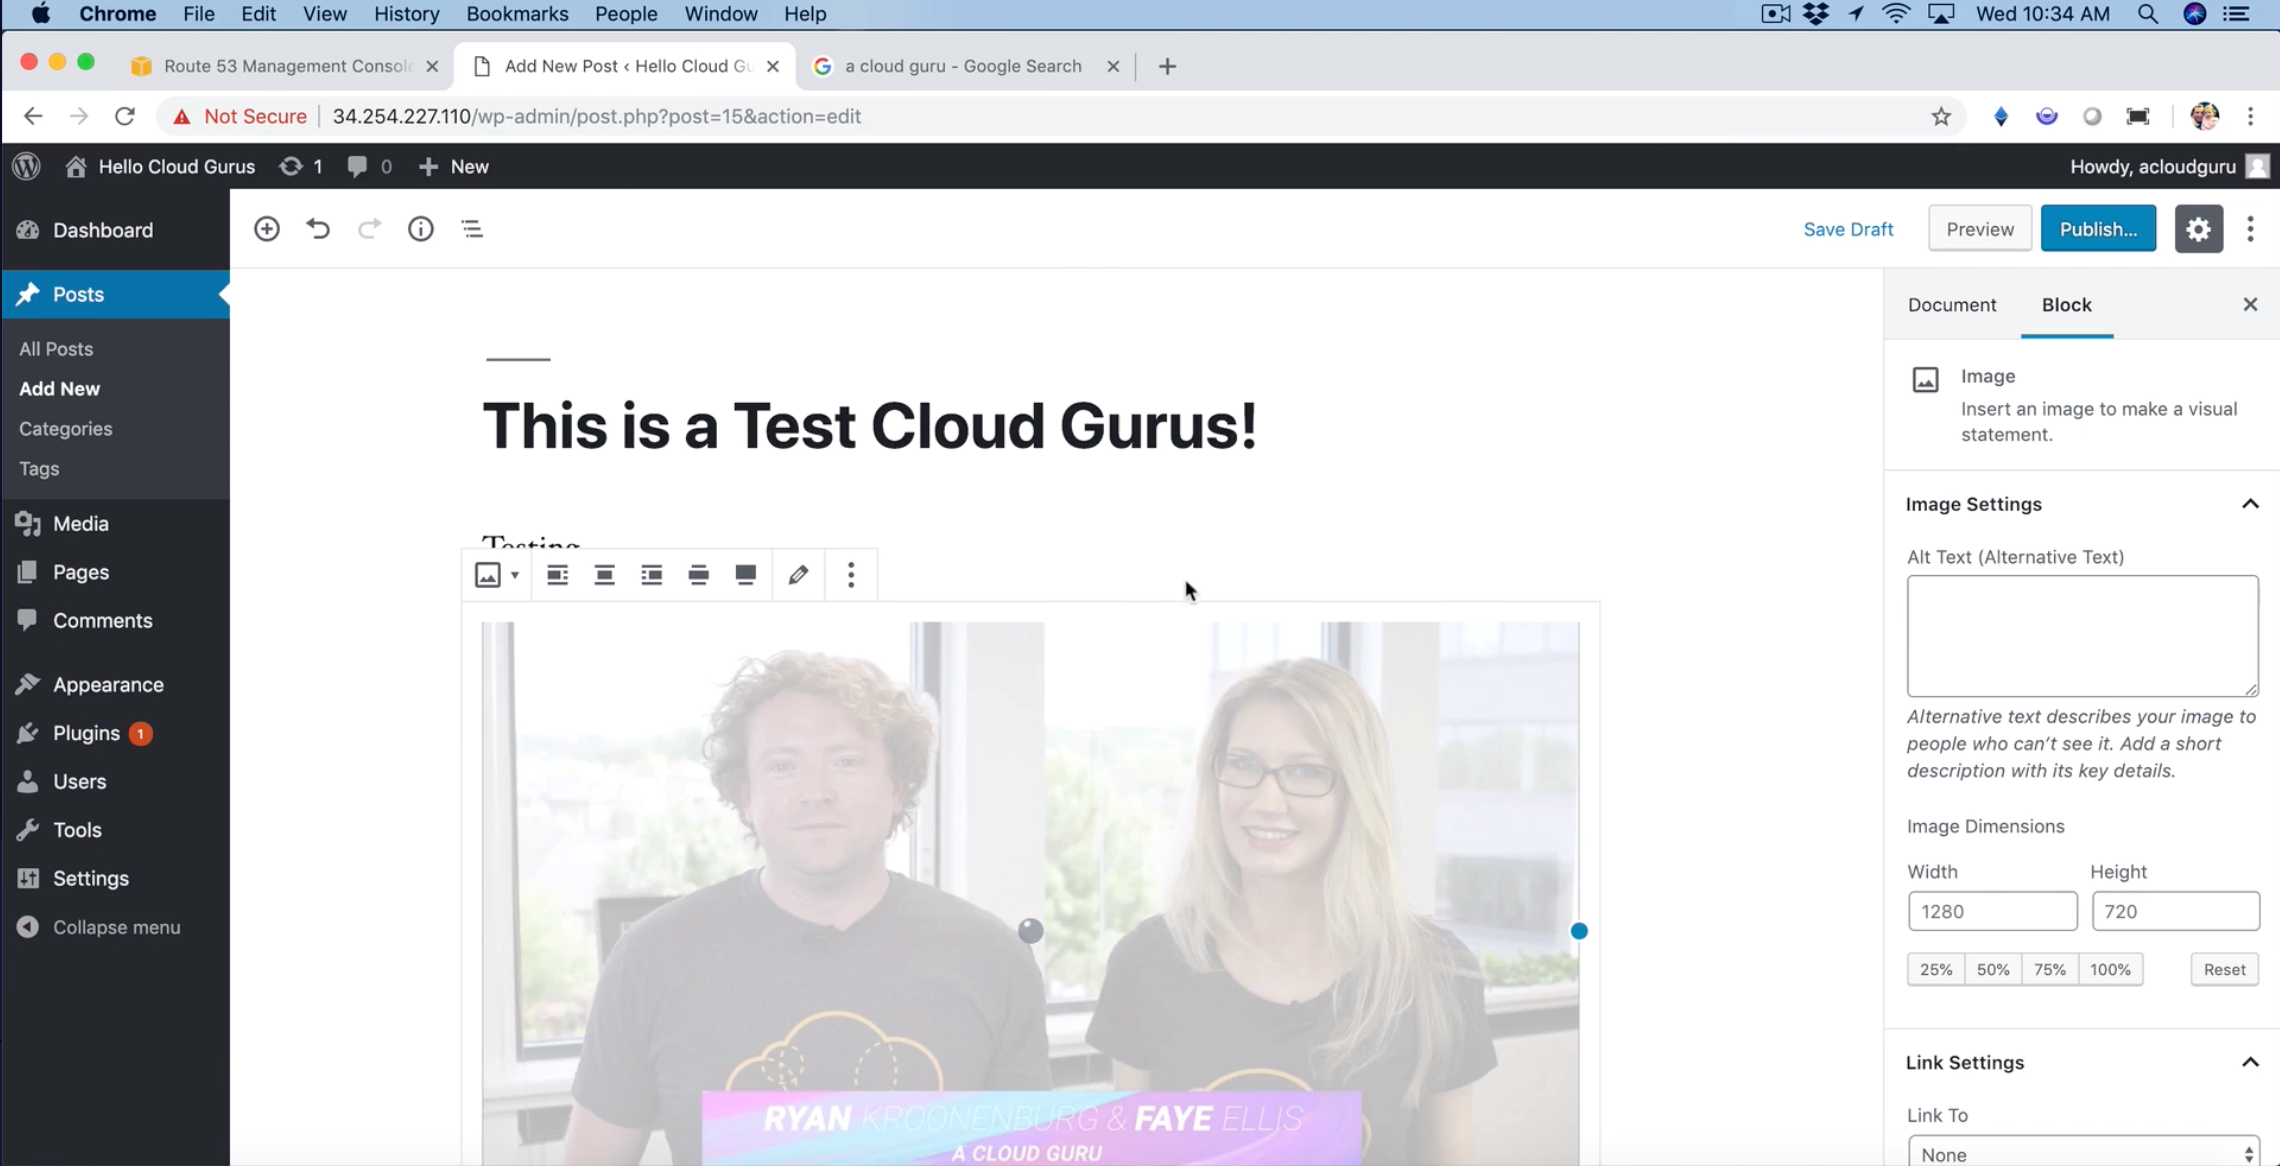 Chrome File Edit View History Bookmarks People Window Help Wed 10:34 AM
Route 53 Management Console Add New Post ‹ Hello Cloud Gu a cloud guru - Google Search
Not Secure 34.254.227.110/wp-admin/post.php?post=15&action=edit
Hello Cloud Gurus 1 0 New Howdy, acloudguru
Dashboard
Posts
All Posts
Add New
Categories
Tags
Media
Pages
Comments
Appearance
Plugins 1
Users
Tools
Settings
Collapse menu
Save Draft Preview Publish...
This is a Test Cloud Gurus!
Testing
RYAN KROONENBURG & FAYE ELLIS
A CLOUD GURU
Document Block
Image
Insert an image to make a visual
statement.
Image Settings
Alt Text (Alternative Text)
Alternative text describes your image to
people who can't see it. Add a short
description with its key details.
Image Dimensions
Width Height
1280 720
25% 50% 75% 100% Reset
Link Settings
Link To
None